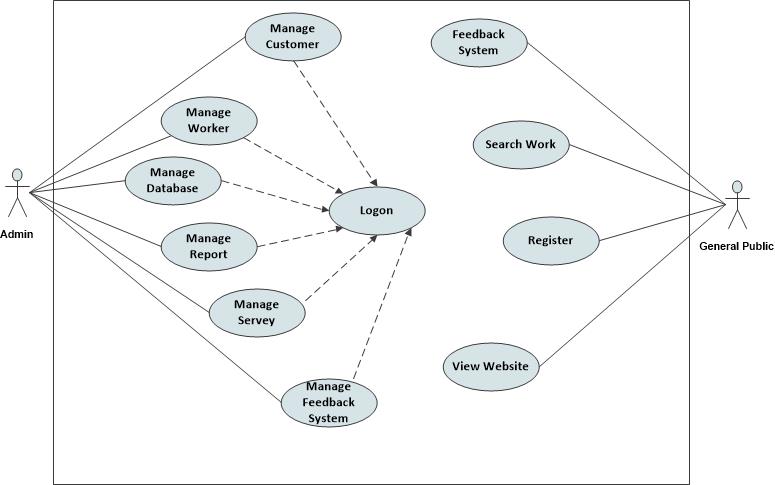 Manage
Customer
Feedback
System
Manage
Worker
Search Work
Manage
Database
Logon
Admin
General Public
Register
Manage
Report
Manage
Servey
View Website
Manage
Feedback
System